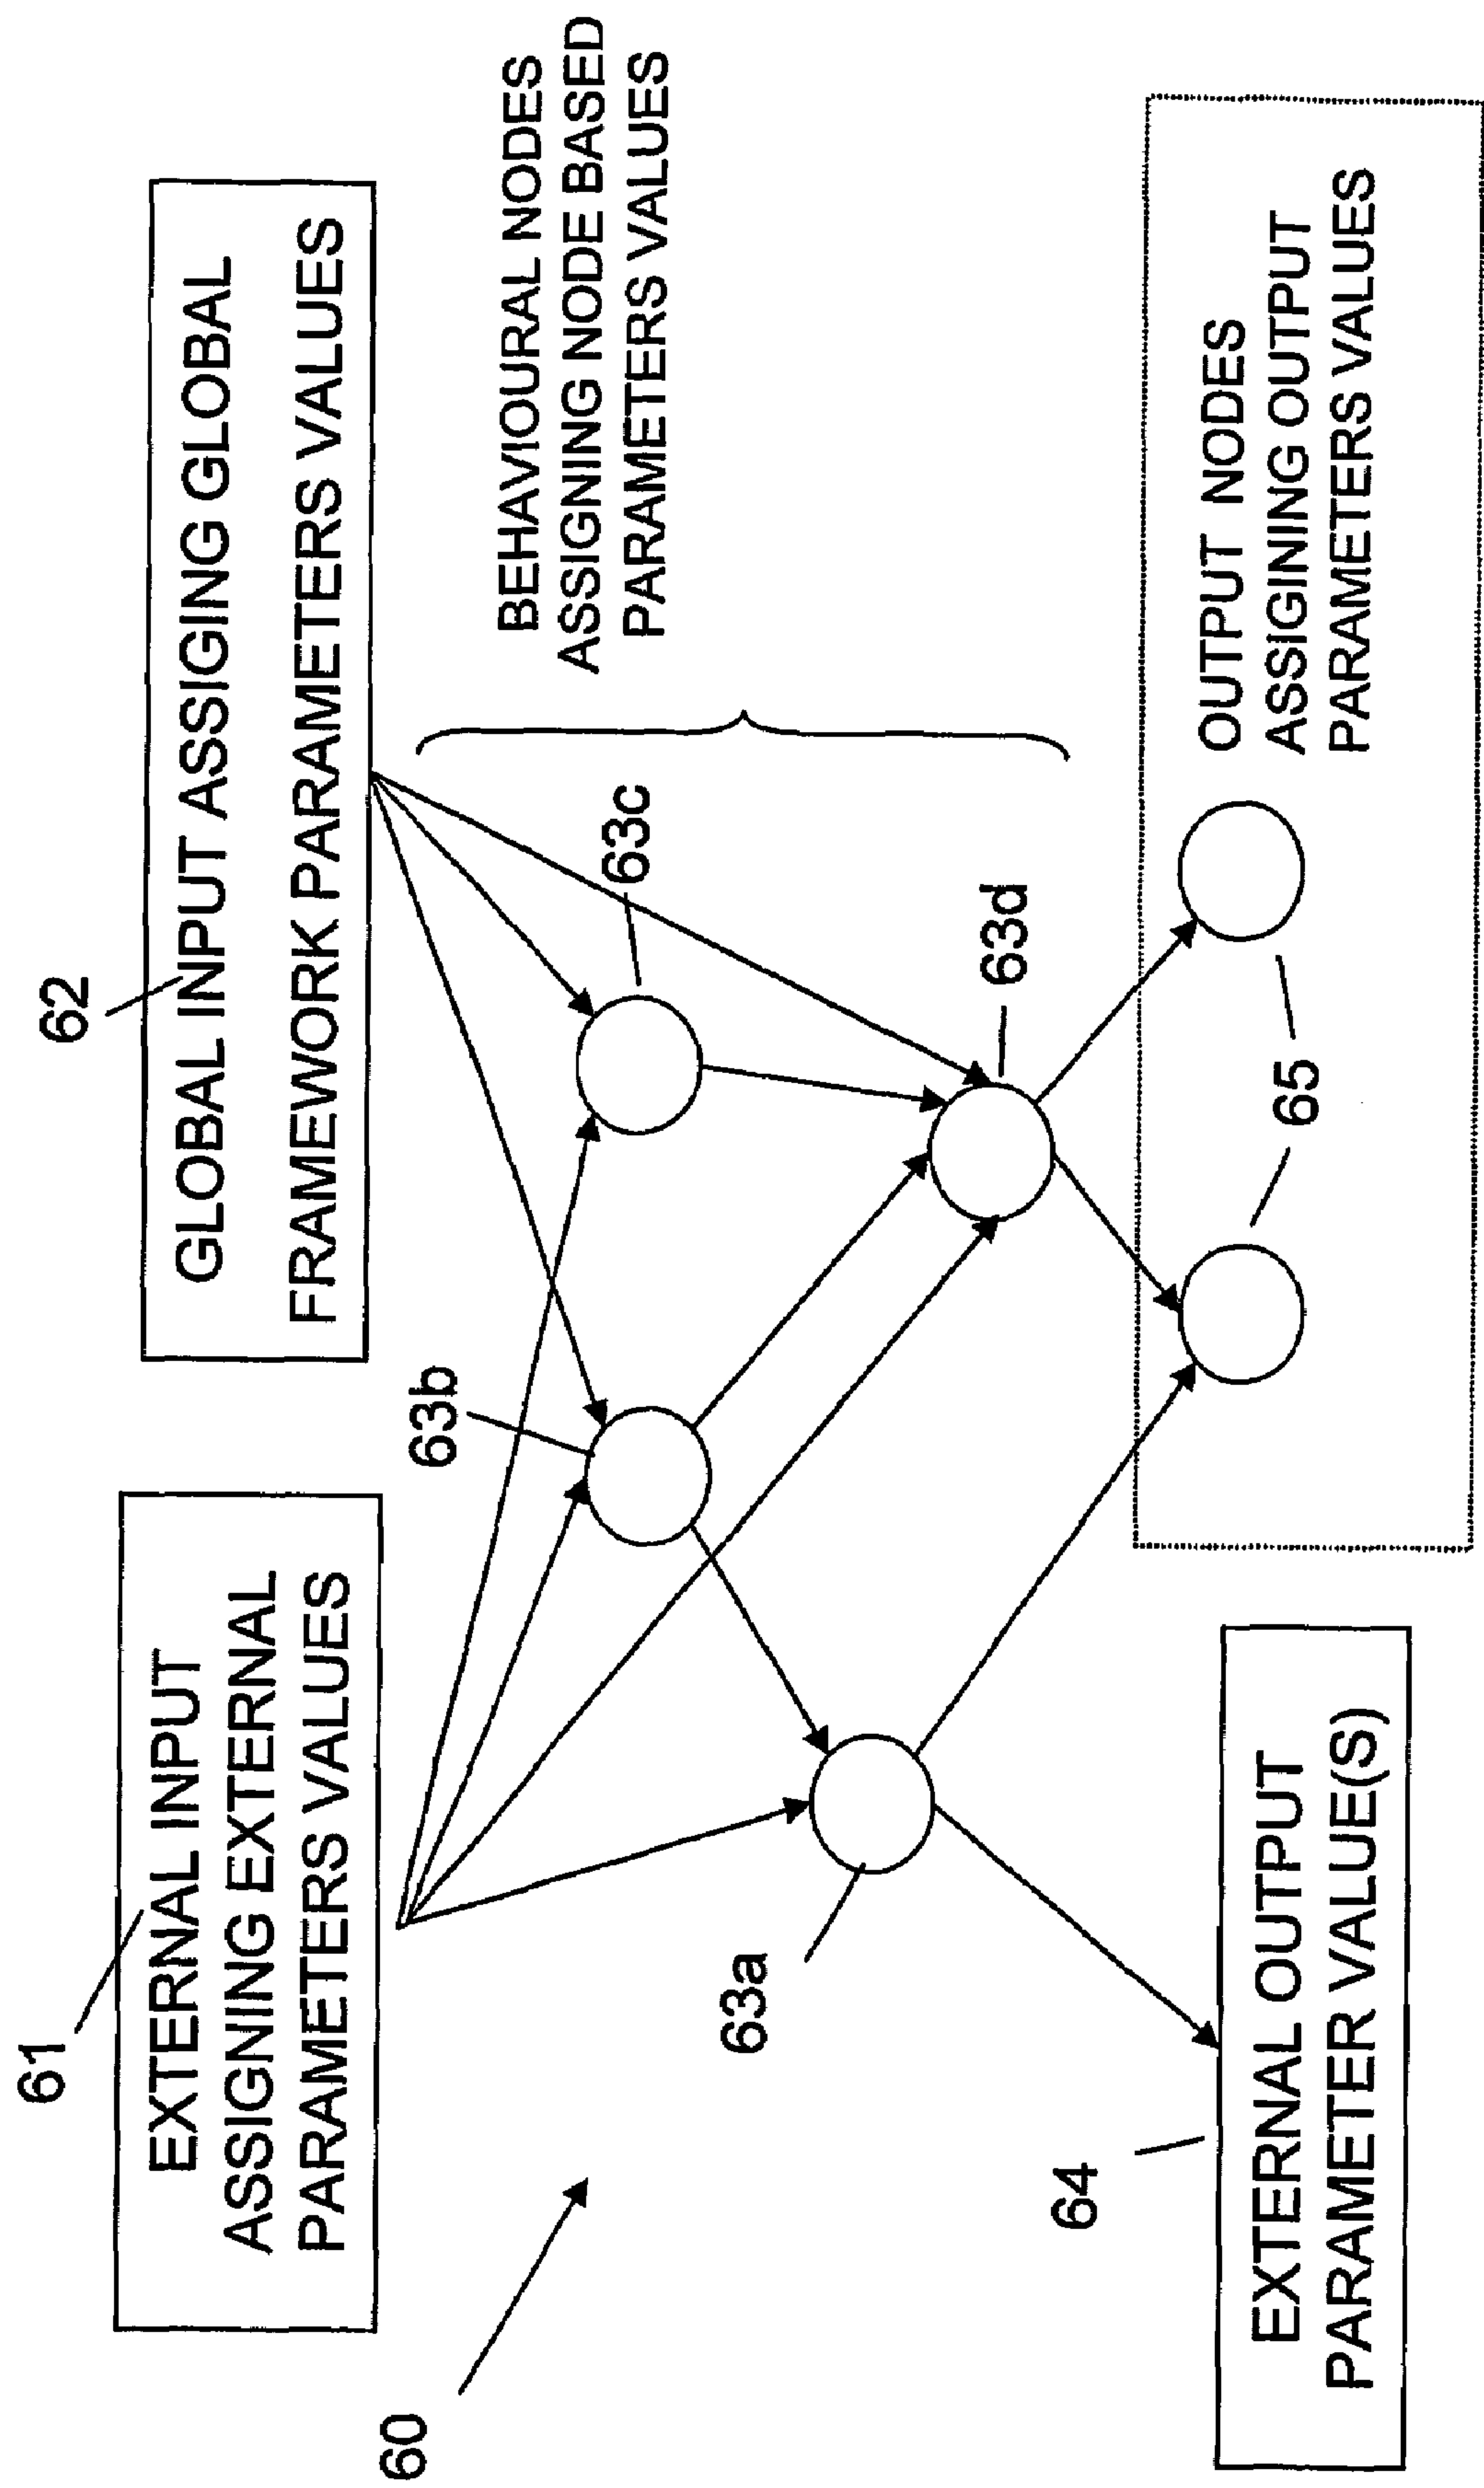 61
EXTERNAL INPUT
ASSIGNING EXTERNAL
PARAMETERS VALUES
62
GLOBAL INPUT ASSIGING GLOBAL
FRAMEWORK PARAMETERS VALUES
60
63b
63c
63a
63d
BEHAVIOURAL NODES
ASSIGNING NODE BASED
PARAMETERS VALUES
64
EXTERNAL OUTPUT
PARAMETER VALUE(S)
65
OUTPUT NODES
ASSIGINING OUTPUT
PARAMETERS VALUES